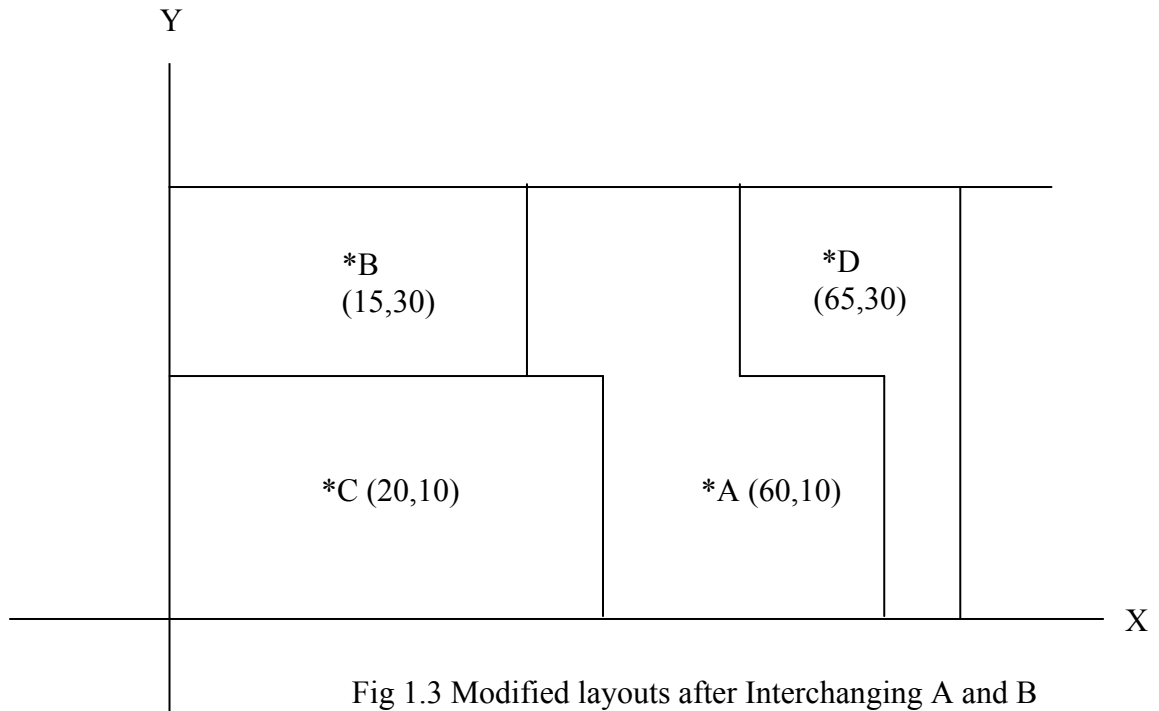 Y
*B
(15,30)
*D
(65,30)
*C (20,10)
*A (60,10)
X
Fig 1.3 Modified layouts after Interchanging A and B